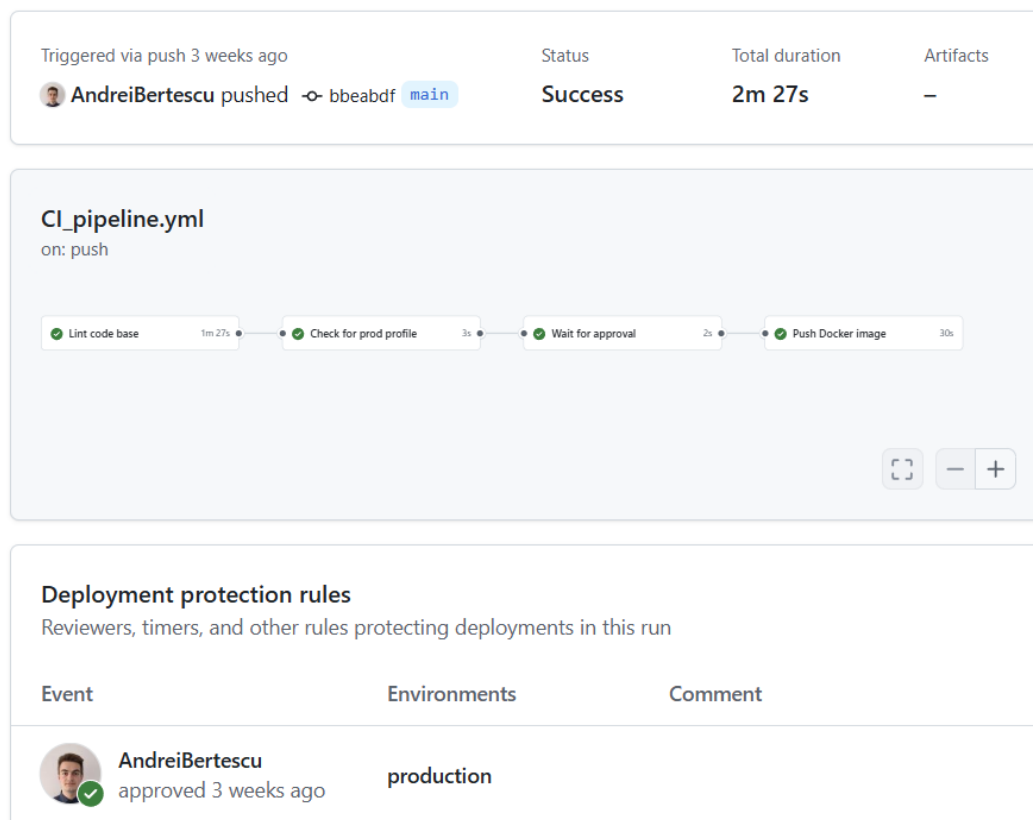 Triggered via push 3 weeks ago
AndreiBertescu pushed bbeabdf main
Status
Success
Total duration
2m 27s
Artifacts
–
CI_pipeline.yml
on: push
Lint code base 1m 27s
Check for prod profile 3s
Wait for approval 2s
Push Docker image 30s
Deployment protection rules
Reviewers, timers, and other rules protecting deployments in this run
Event Environments Comment
AndreiBertescu
approved 3 weeks ago
production